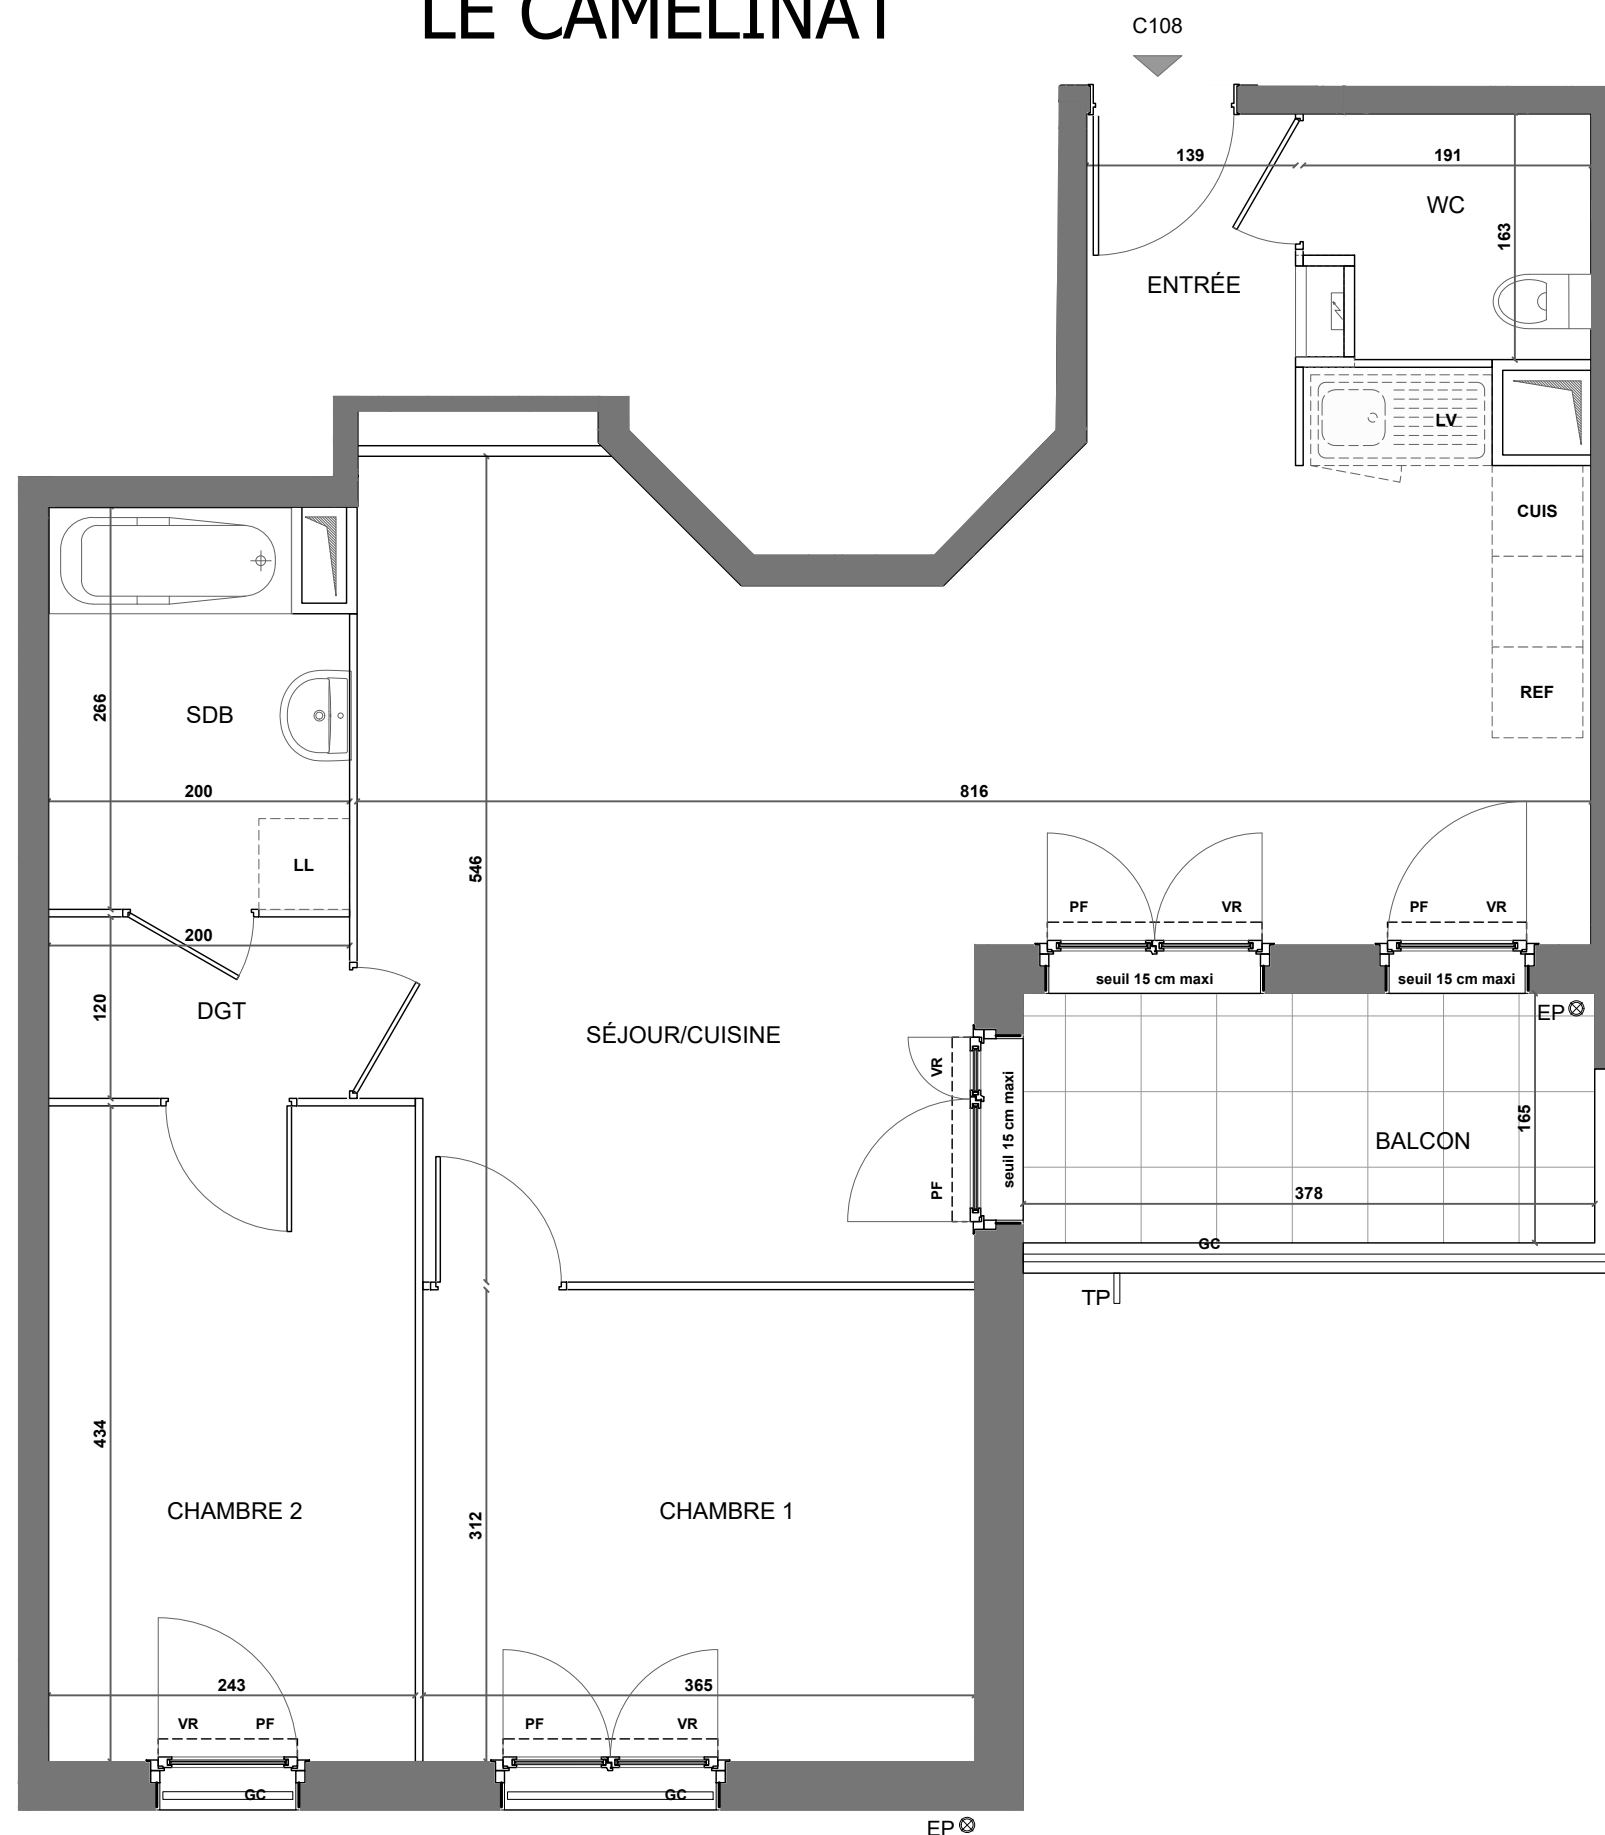 LE CAMELINAT
C108
139
191
WC
163
ENTRÉE
LV
CUIS
REF
266
SDB
200
816
546
LL
PF
VR
PF
VR
200
seuil 15 cm maxi
seuil 15 cm maxi
120
DGT
EP
SÉJOUR/CUISINE
VR
seuil 15 cm maxi
165
BALCON
PF
378
GC
TP
434
CHAMBRE 2
312
CHAMBRE 1
243
365
VR
PF
PF
VR
GC
GC
EP